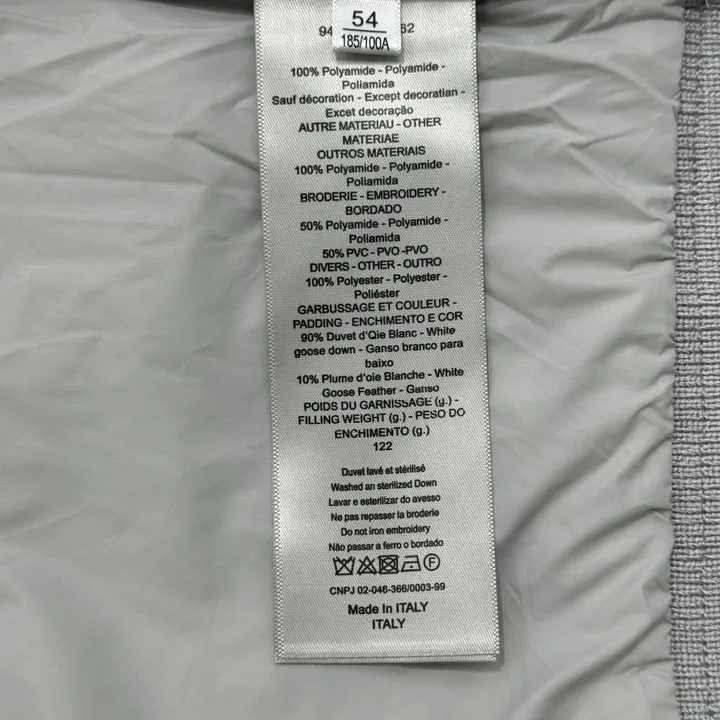 54
185/100A
94
62
100% Polyamide - Polyamide -
Poliamida
Sauf décoration - Except decoratian -
Excet decoração
AUTRE MATERIAU - OTHER
MATERIAE
OUTROS MATERIAIS
100% Polyamide - Polyamide -
Poliamida
BRODERIE - EMBROIDERY -
BORDADO
50% Polyamide - Polyamide -
Poliamida
50% PVC - PVO -PVO
DIVERS - OTHER - OUTRO
100% Polyester - Polyester -
Poliéster
GARBUSSAGE ET COULEUR -
PADDING - ENCHIMENTO E COR
90% Duvet d'Qie Blanc - White
goose down - Ganso branco para
baixo
10% Plume d'oie Blanche - White
Goose Feather - Ganso
POIDS DU GARNISSAGE (g.) -
FILLING WEIGHT (g.) - PESO DO
ENCHIMENTO (g.)
122
Duvet favé et stérilisé
Washed an sterilized Down
Lavar e esterilizar do avesso
Ne pas repasser la broderie
Do not iron embroidery
Não passar a ferro o bordado
CNPJ 02-046-366/0003-99
Made In ITALY
ITALY